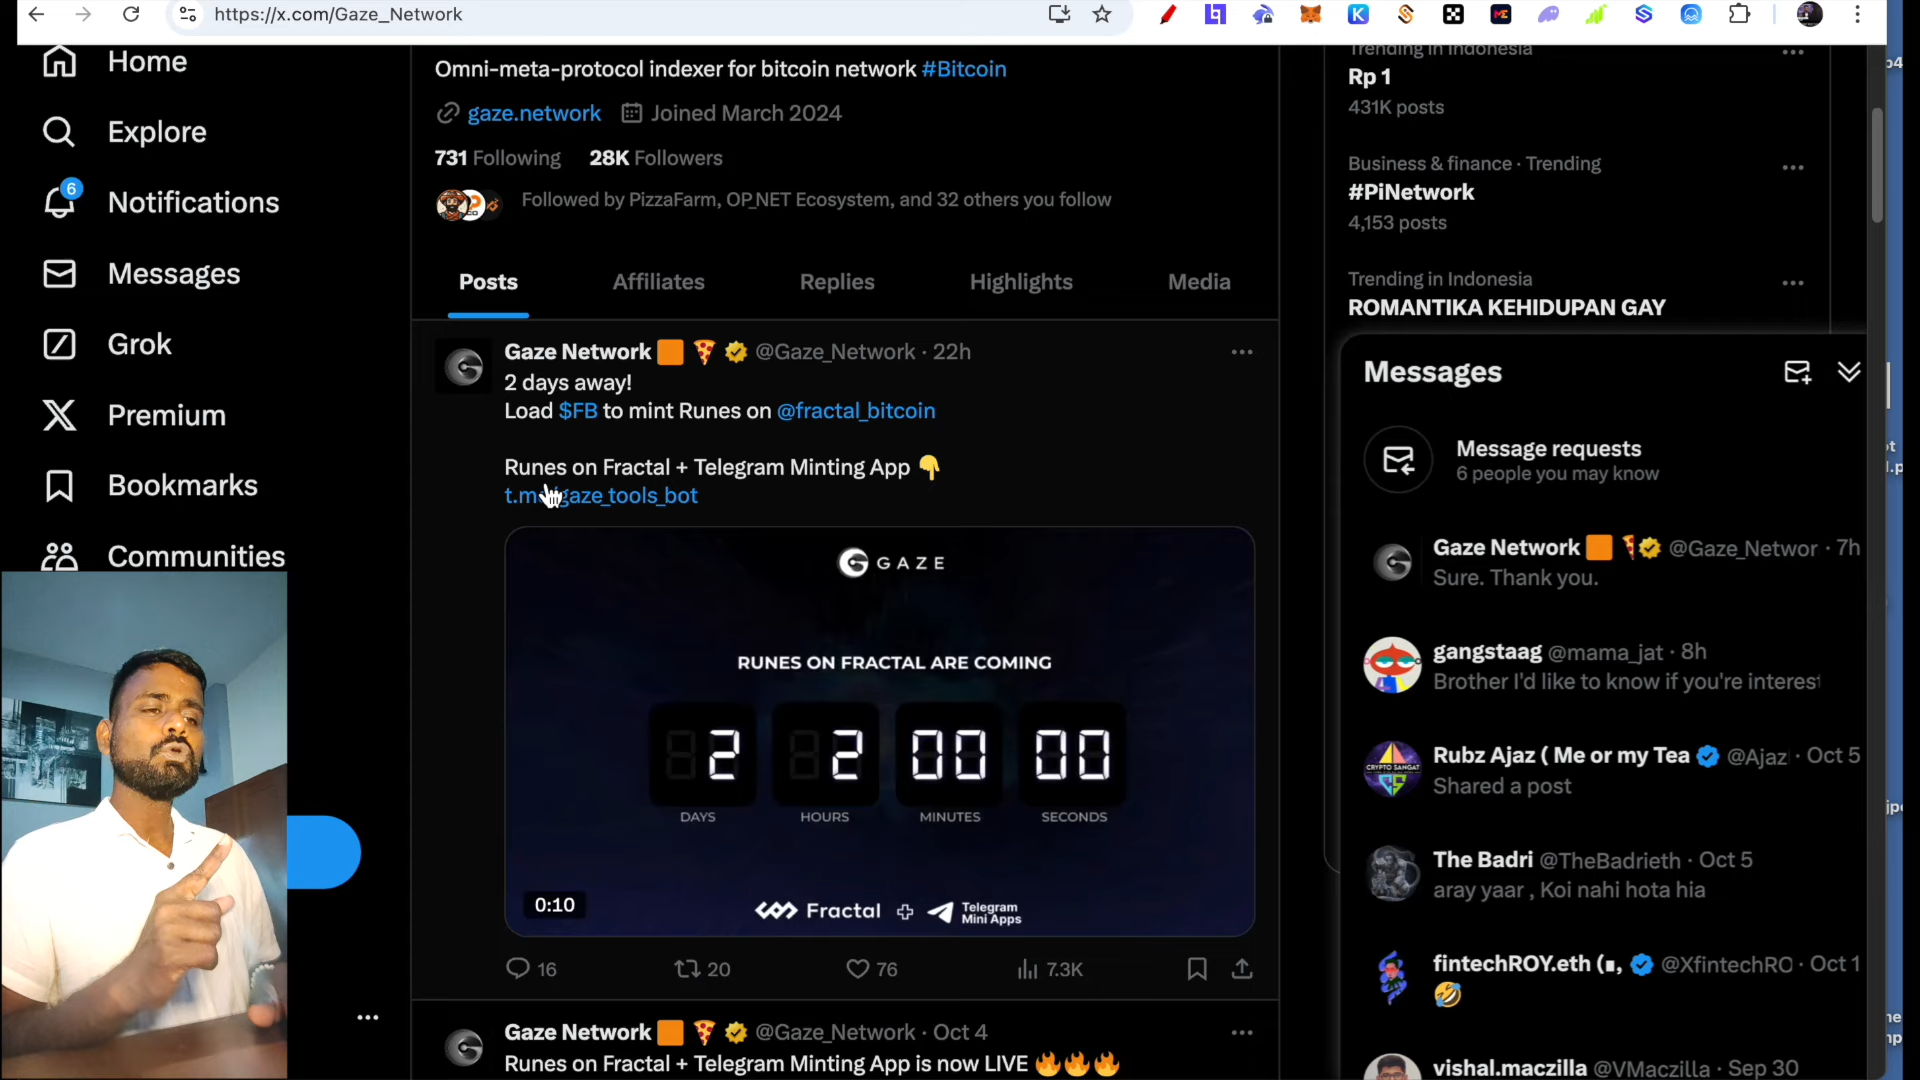 https://x.com/Gaze_Network
Home
Explore
6
Notifications
Messages
Grok
Premium
Bookmarks
Communities
Omni-meta-protocol indexer for bitcoin network #Bitcoin
gaze.network
Joined March 2024
731 Following
28K Followers
Followed by PizzaFarm, OP_NET Ecosystem, and 32 others you follow
Posts
Affiliates
Replies
Highlights
Media
Gaze Network @Gaze_Network · 22h
2 days away!
Load $FB to mint Runes on @fractal_bitcoin
Runes on Fractal + Telegram Minting App 👇
gaze_tools_bot
GAZE
RUNES ON FRACTAL ARE COMING
2 2 00 00
DAYS HOURS MINUTES SECONDS
0:10
Fractal
Telegram
Mini Apps
16 20 76 7.3K
Gaze Network @Gaze_Network · Oct 4
Runes on Fractal + Telegram Minting App is now LIVE 🔥🔥🔥
Trending in Indonesia
Rp 1
431K posts
Business & finance · Trending
#PiNetwork
4,153 posts
Trending in Indonesia
ROMANTIKA KEHIDUPAN GAY
Messages
Message requests
6 people you may know
Gaze Network @Gaze_Networ · 7h
Sure. Thank you.
gangstaag @mama_jat · 8h
Brother I'd like to know if you're interest
Rubz Ajaz ( Me or my Tea @Ajaz · Oct 5
Shared a post
CRYPTO SANGAT
The Badri @TheBadrieth · Oct 5
aray yaar , Koi nahi hota hia
fintechROY.eth @XfintechRO · Oct 1
🤣
vishal.maczilla @VMaczilla · Sep 30